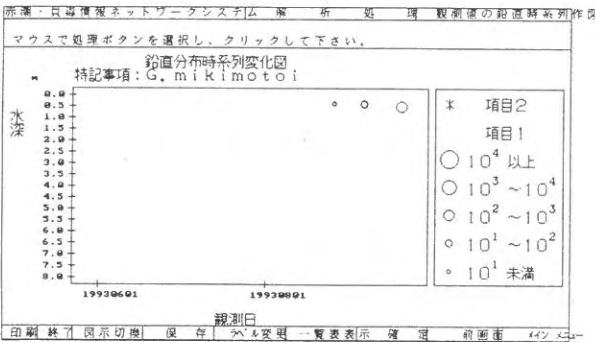 赤潮・貝毒情報ネットワークシステム 解 析 処 理 観測値の鉛直時系列作図
マウスで処理ボタンを選択し、クリックして下さい。
鉛直分布時系列変化図
m 特記事項:G. mikimotoi
水深
0.0
0.5
1.0
1.5
2.0
2.5
3.0
3.5
4.0
4.5
5.0
5.5
6.0
6.5
7.0
7.5
8.0
19930601 19930801
観測日
* 項目2
項目1
○ 10⁴ 以上
○ 10³ ~10⁴
○ 10² ~10³
○ 10¹ ~10²
○ 10¹ 未満
印刷 終了 図示切換 保 存 ラベル変更 一覧表表示 確 定 前画面 メインメニュー